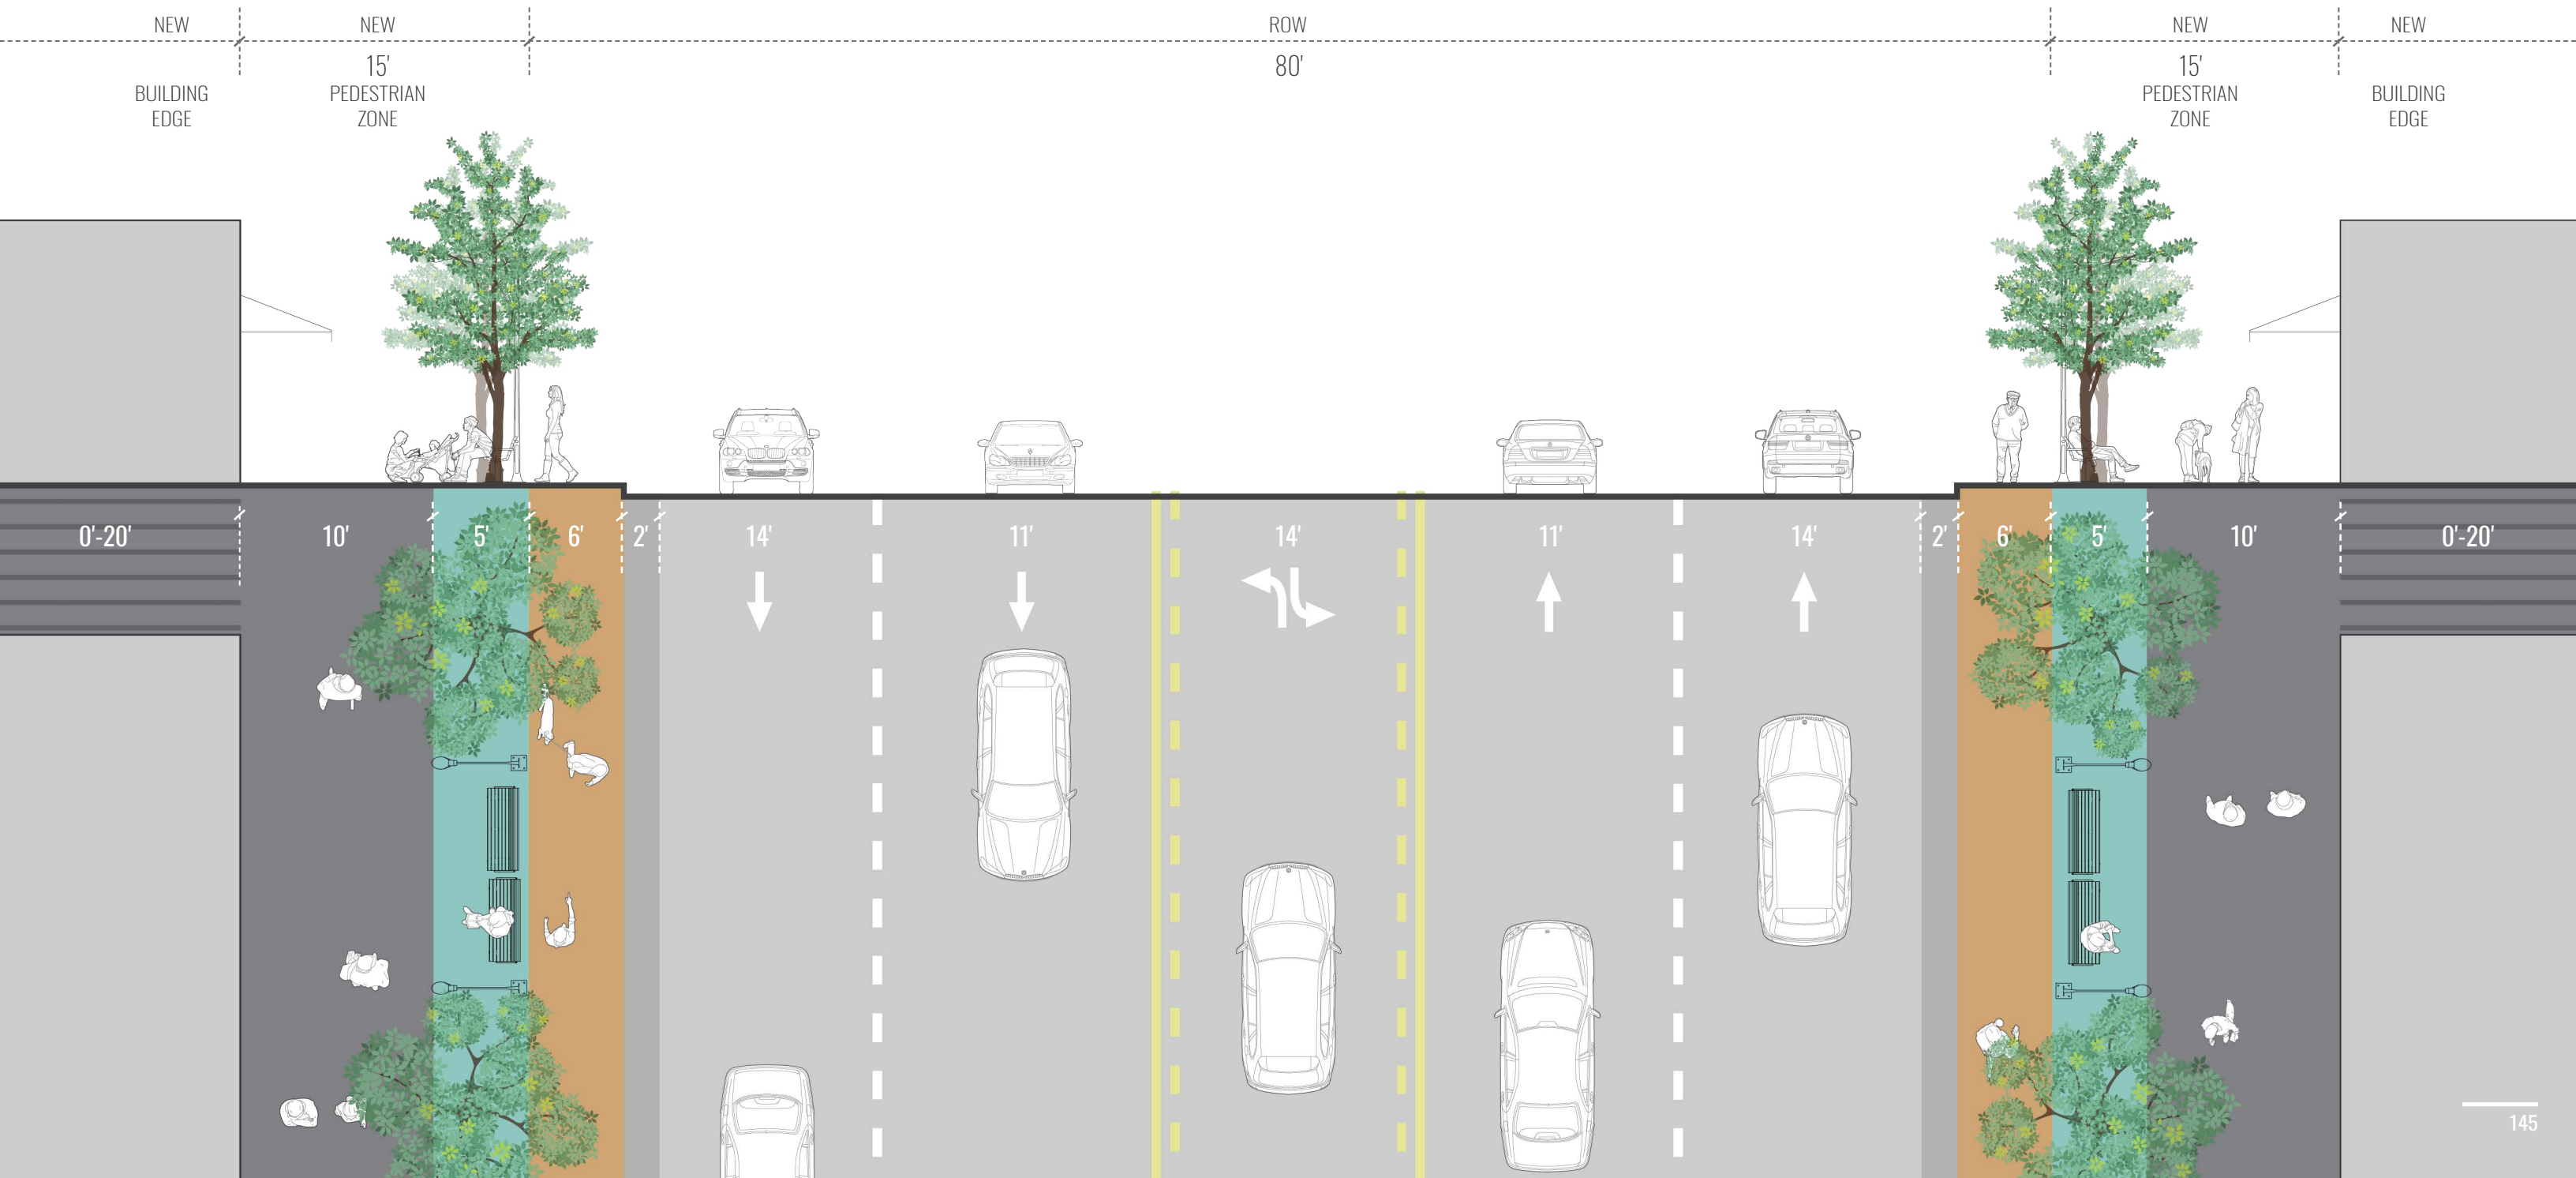 NEW
NEW
ROW
NEW
NEW
15'
80'
15'
BUILDING
EDGE
PEDESTRIAN
ZONE
PEDESTRIAN
ZONE
BUILDING
EDGE
0'-20'
10'
5'
6'
2'
14'
11'
14'
11'
14'
2'
6'
5'
10'
0'-20'
145